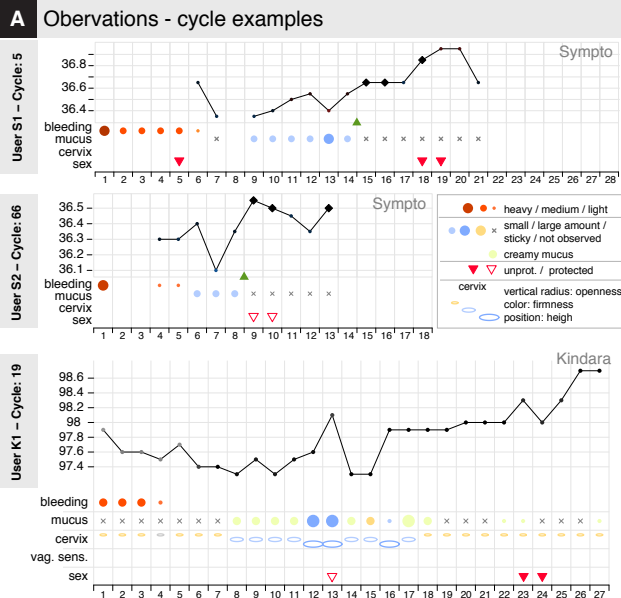 A Obervations - cycle examples
User S1 – Cycle: 5
Sympto
36.8
36.6
36.4
bleeding
mucus
cervix
sex
1 2 3 4 5 6 7 8 9 10 11 12 13 14 15 16 17 18 19 20 21 22 23 24 25 26 27 28
User S2 – Cycle: 66
Sympto
36.5
36.4
36.3
36.2
36.1
bleeding
mucus
cervix
sex
1 2 3 4 5 6 7 8 9 10 11 12 13 14 15 16 17 18
heavy / medium / light
small / large amount /
sticky / not observed
creamy mucus
unprot. / protected
cervix
vertical radius: openness
color: firmness
position: heigh
User K1 – Cycle: 19
Kindara
98.6
98.4
98.2
98
97.8
97.6
97.4
bleeding
mucus
cervix
vag. sens.
sex
1 2 3 4 5 6 7 8 9 10 11 12 13 14 15 16 17 18 19 20 21 22 23 24 25 26 27